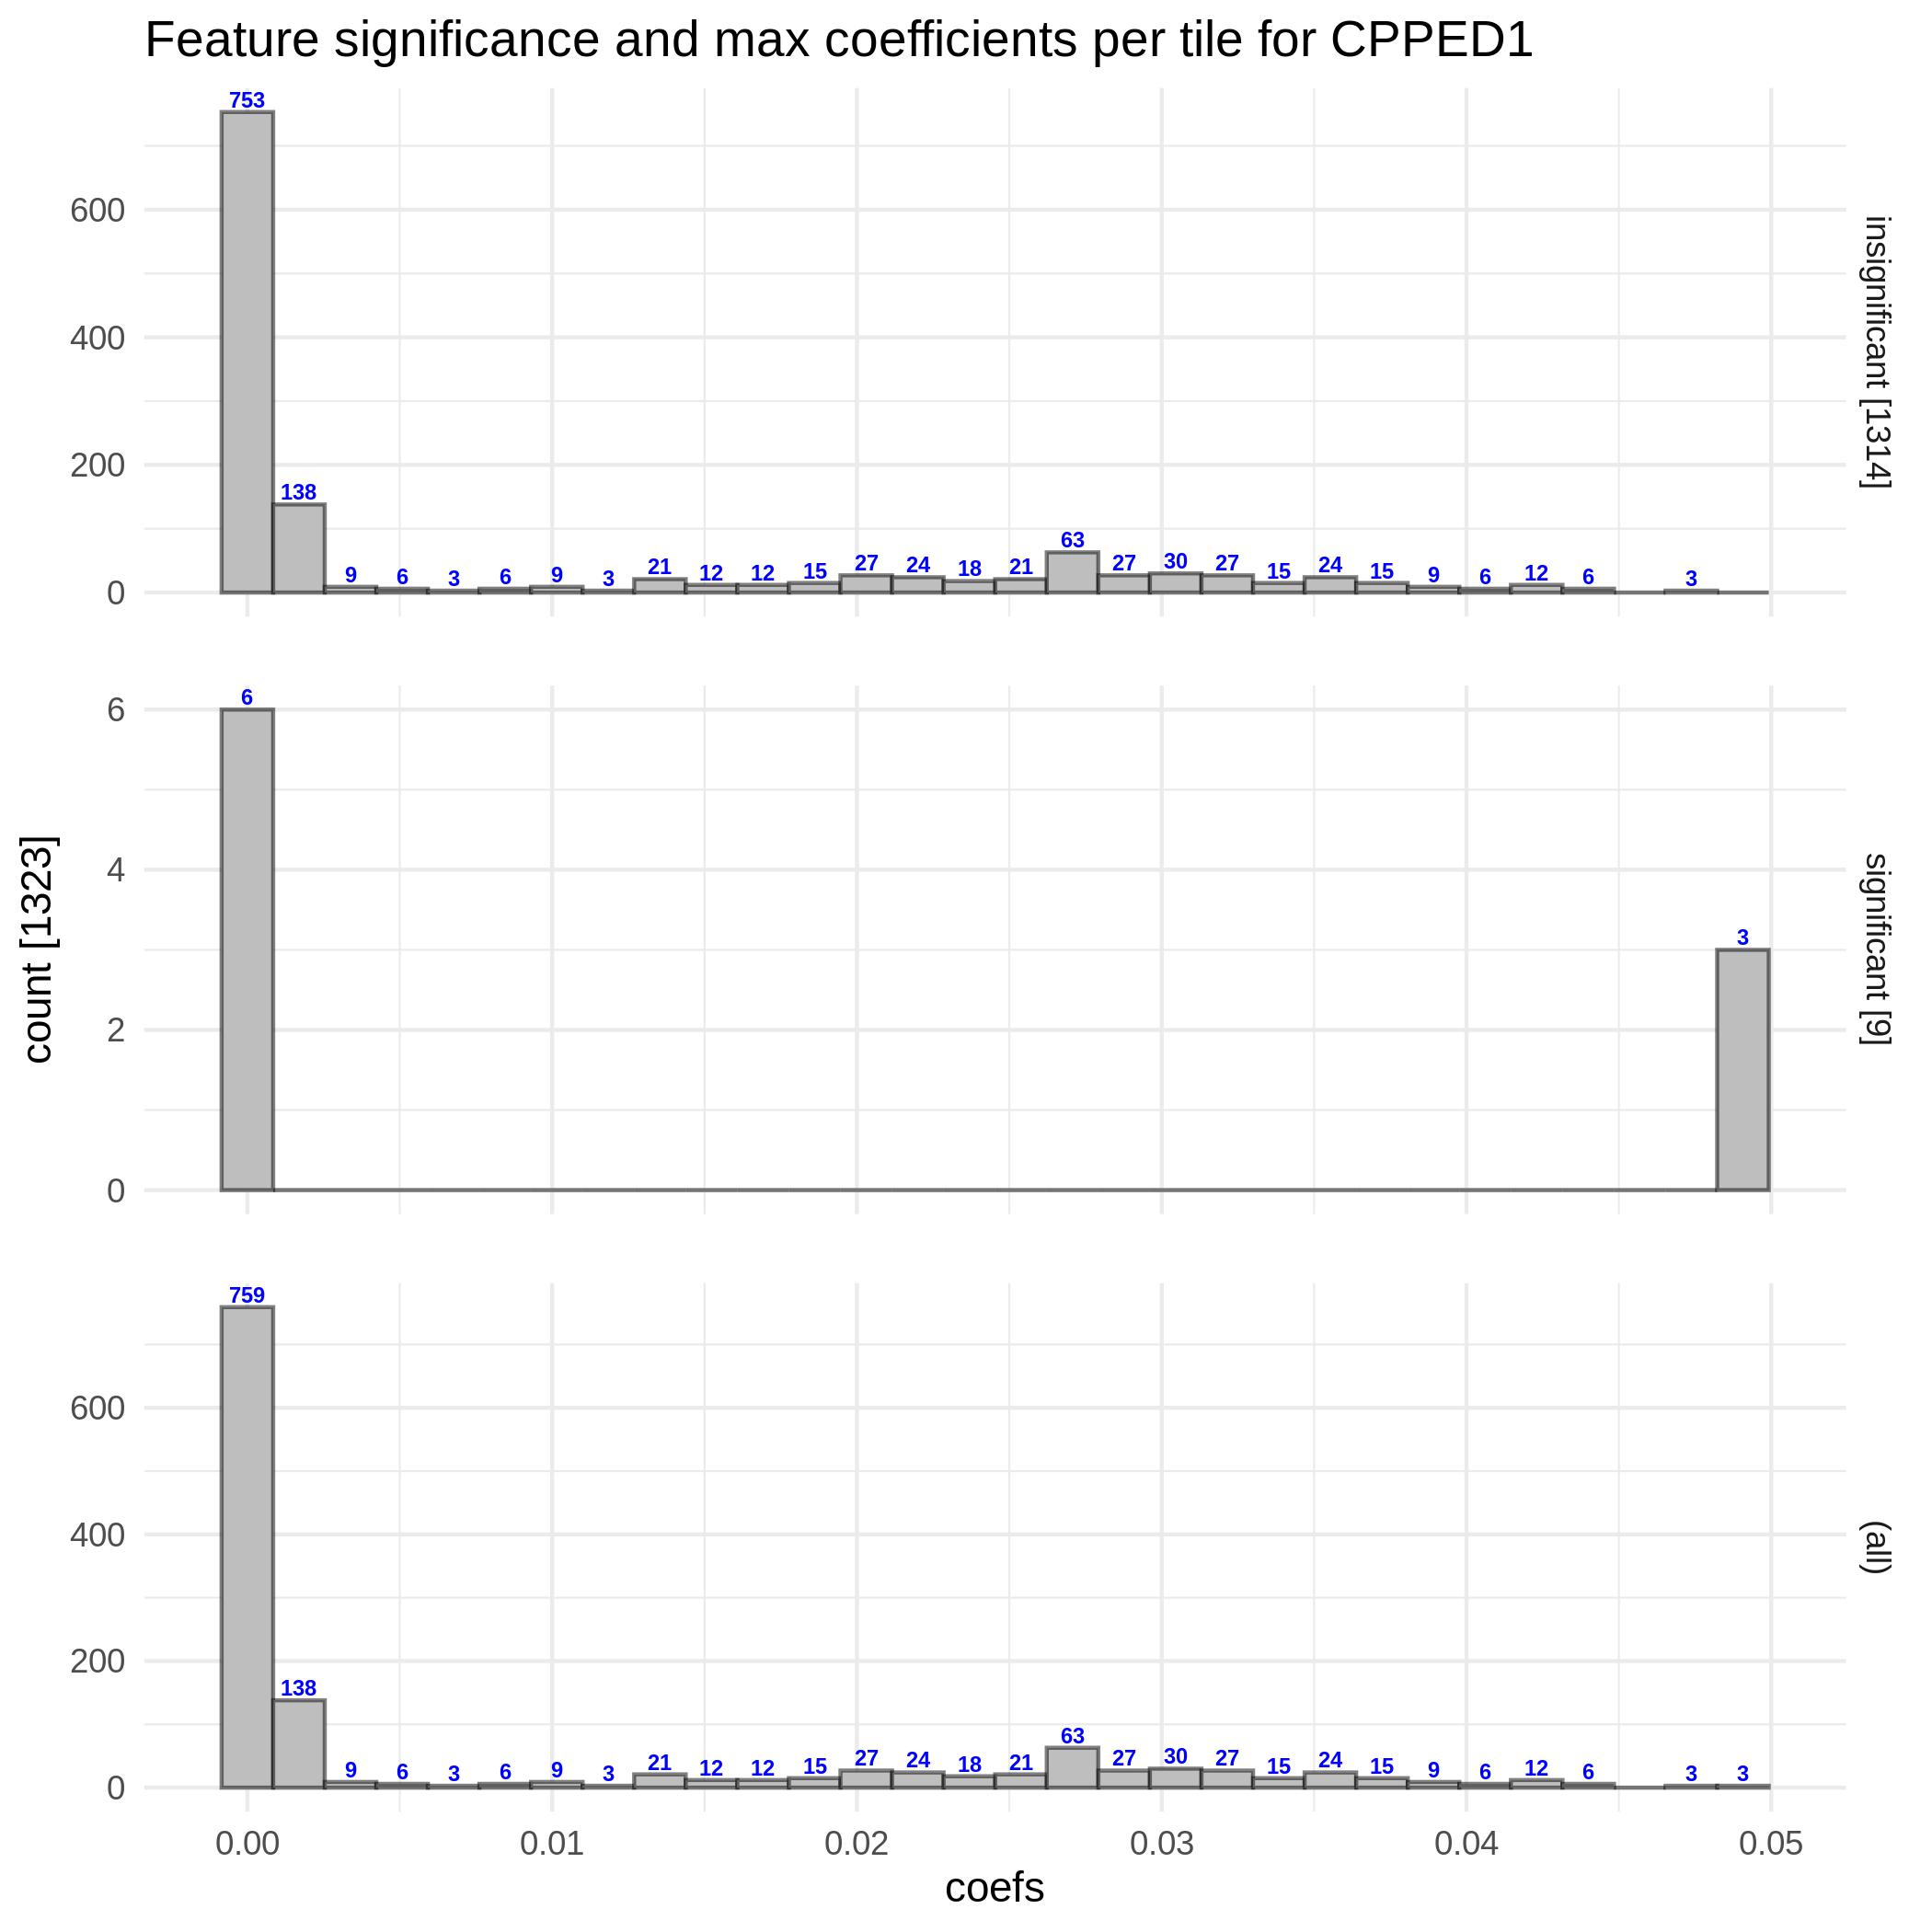 Feature significance and max coefficients per tile for CPPED1
count [1323]
600
400
200
0
753
138
9 6 3 6 9 3 21 12 12 15 27 24 18 21 63 27 30 27 15 24 15 9 6 12 6 3
insignificant [1314]
6
4
2
0
6
3
significant [9]
600
400
200
0
759
138
9 6 3 6 9 3 21 12 12 15 27 24 18 21 63 27 30 27 15 24 15 9 6 12 6 3 3
(all)
0.00 0.01 0.02 0.03 0.04 0.05
coefs